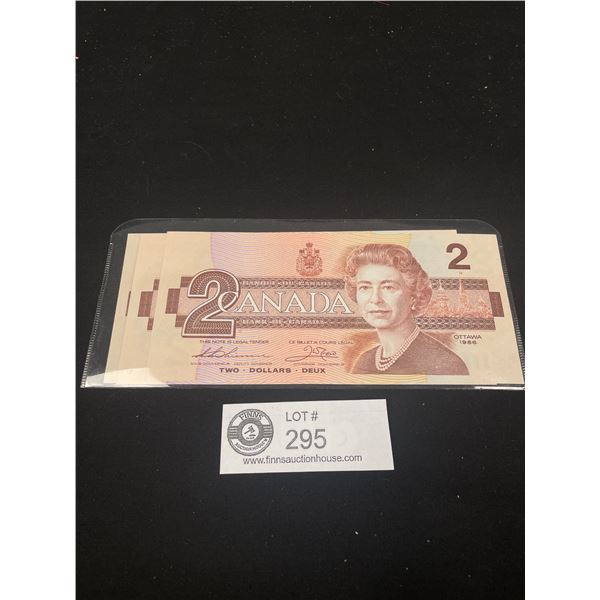 BANQUE DU CANADA
2
2 CANADA
BANK OF CANADA
THIS NOTE IS LEGAL TENDER
CE BILLET A COURS LÉGAL
OTTAWA
1986
TWO · DOLLARS · DEUX
FINNS
LOT #
295
www.finnsauctionhouse.com